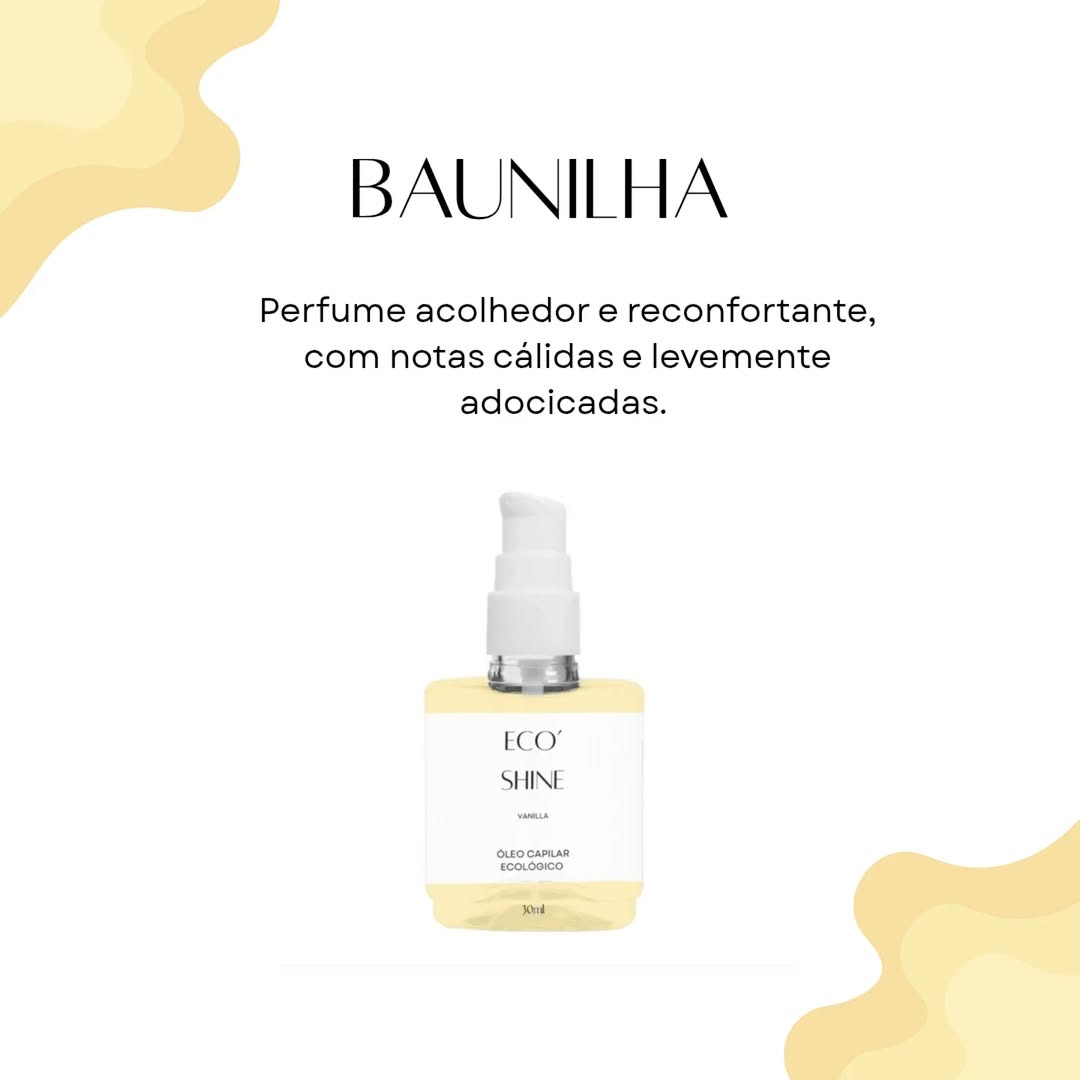 BAUNILHA
Perfume acolhedor e reconfortante,
com notas cálidas e levemente
adocicadas.
ECO´
SHINE
VANILLA
ÓLEO CAPILAR
ECOLÓGICO
30ml